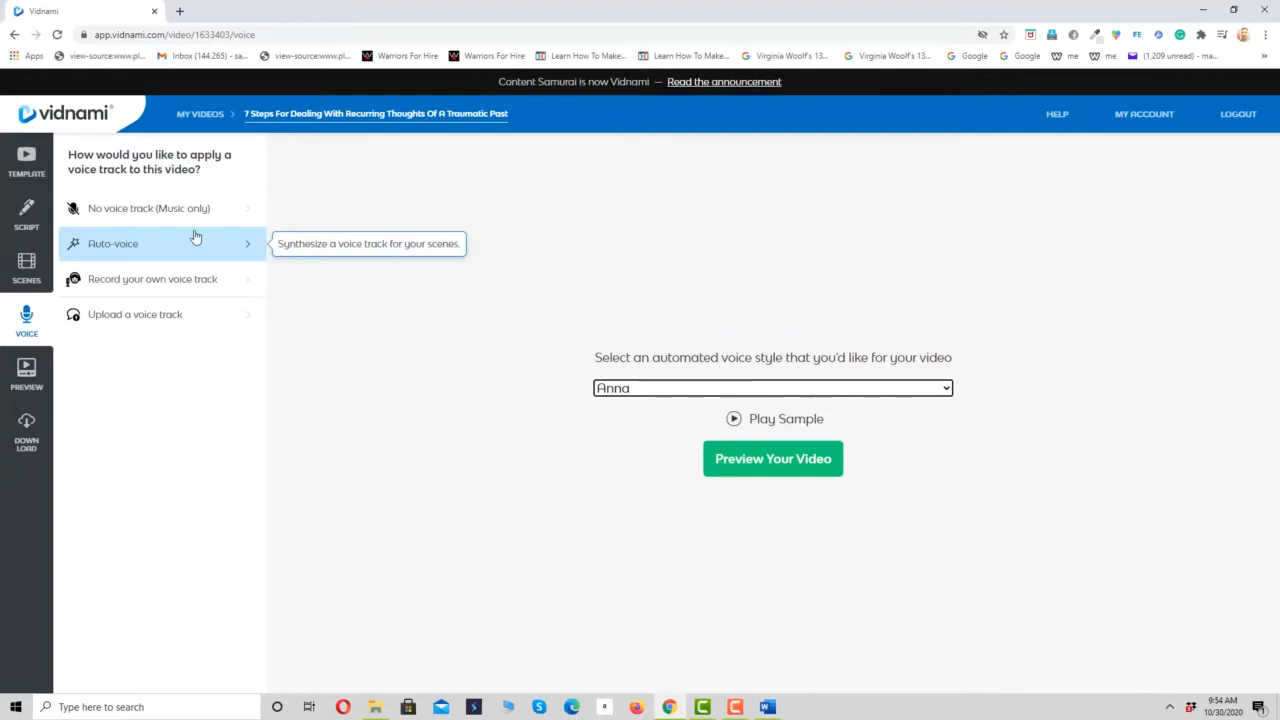 Vidnami
app.vidnami.com/video/1633403/voice
Apps
view-source:www.pl...
Inbox (144,265) - sa...
view-source:www.pl...
Warriors For Hire
Warriors For Hire
Learn How To Make...
Learn How To Make...
Virginia Woolf's 13...
Virginia Woolf's 13...
Google
Google
me
me
(1,209 unread) - ma...
Content Samurai is now Vidnami — Read the announcement
vidnami
MY VIDEOS > 7 Steps For Dealing With Recurring Thoughts Of A Traumatic Past
HELP
MY ACCOUNT
LOGOUT
TEMPLATE
SCRIPT
SCENES
VOICE
PREVIEW
DOWN
LOAD
How would you like to apply a
voice track to this video?
No voice track (Music only)
Auto-voice
Synthesize a voice track for your scenes.
Record your own voice track
Upload a voice track
Select an automated voice style that you'd like for your video
Anna
Play Sample
Preview Your Video
Type here to search
9:54 AM
10/30/2020